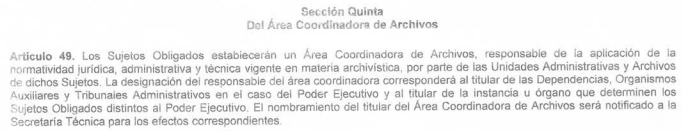 Sección Quinta
Del Área Coordinadora de Archivos
Artículo 49. Los Sujetos Obligados establecerán un Área Coordinadora de Archivos, responsable de la aplicación de la
normatividad jurídica, administrativa y técnica vigente en materia archivística, por parte de las Unidades Administrativas y Archivos
de dichos Sujetos. La designación del responsable del área coordinadora corresponderá al titular de las Dependencias, Organismos
Auxiliares y Tribunales Administrativos en el caso del Poder Ejecutivo y al titular de la instancia u órgano que determinen los
Sujetos Obligados distintos al Poder Ejecutivo. El nombramiento del titular del Área Coordinadora de Archivos será notificado a la
Secretaría Técnica para los efectos correspondientes.